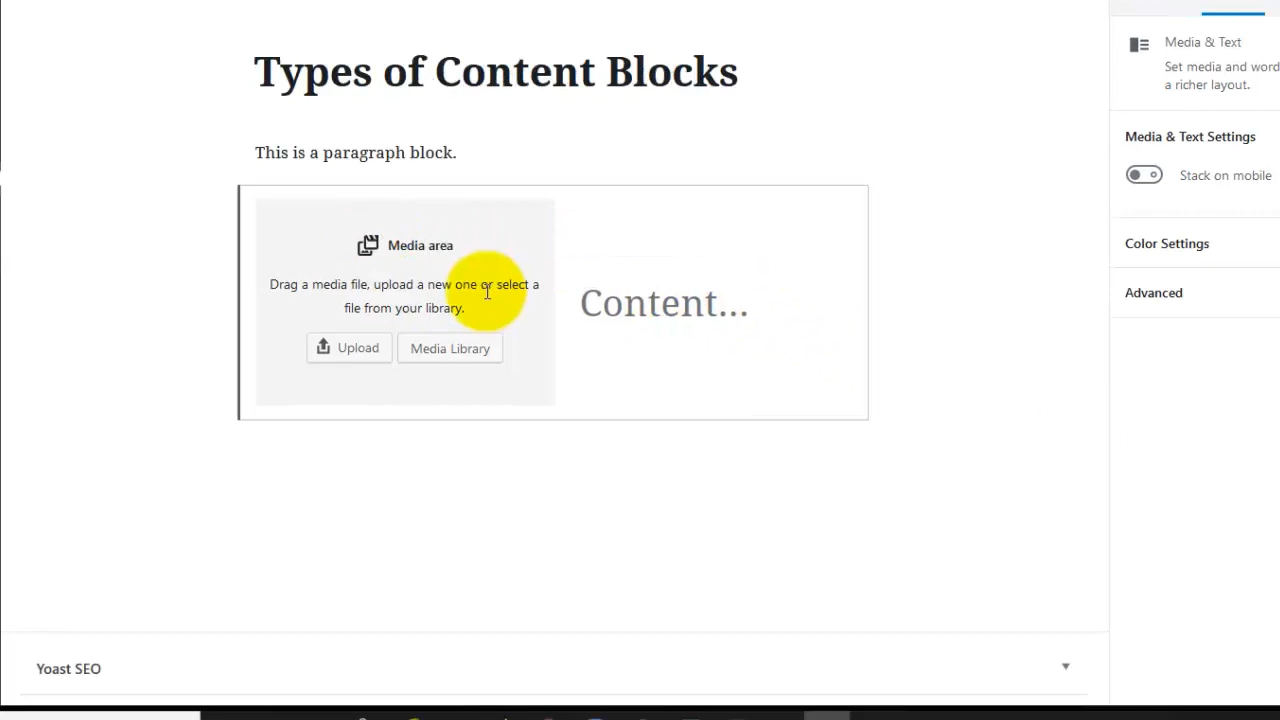 Types of Content Blocks
This is a paragraph block.
Media area
Drag a media file, upload a new one or select a
file from your library.
Upload
Media Library
Content...
Media & Text
Set media and word
a richer layout.
Media & Text Settings
Stack on mobile
Color Settings
Advanced
Yoast SEO